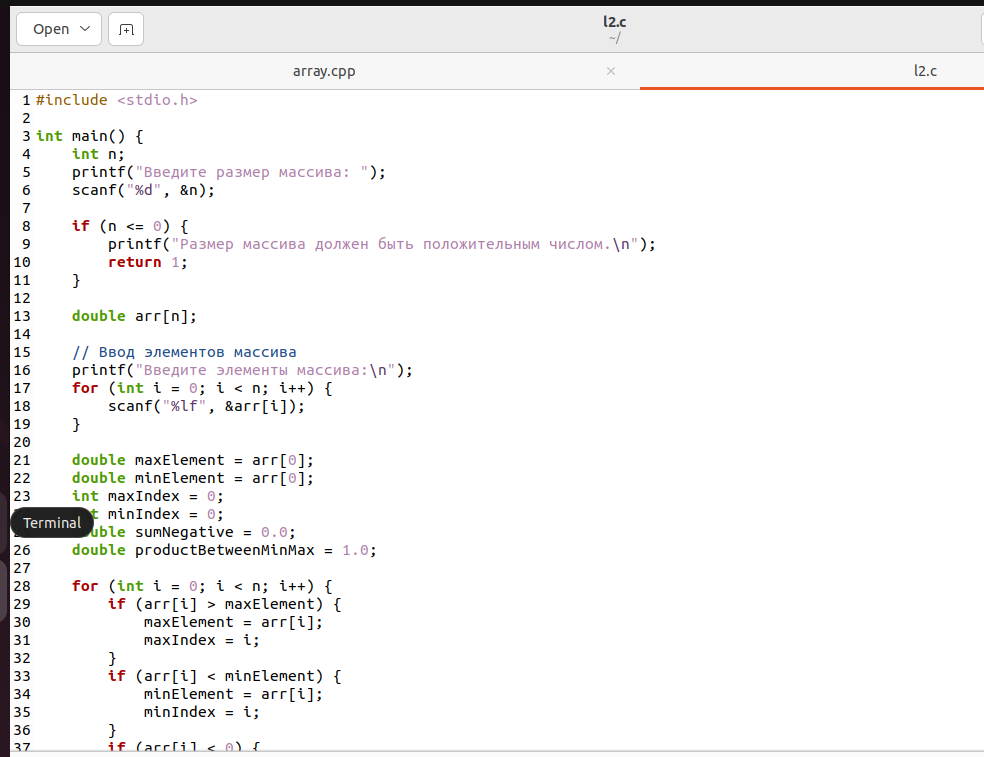 Open
l2.c
~/
array.cpp × l2.c
1 #include <stdio.h>
2
3 int main() {
4     int n;
5     printf("Введите размер массива: ");
6     scanf("%d", &n);
7
8     if (n <= 0) {
9         printf("Размер массива должен быть положительным числом.\n");
10         return 1;
11     }
12
13     double arr[n];
14
15     // Ввод элементов массива
16     printf("Введите элементы массива:\n");
17     for (int i = 0; i < n; i++) {
18         scanf("%lf", &arr[i]);
19     }
20
21     double maxElement = arr[0];
22     double minElement = arr[0];
23     int maxIndex = 0;
t minIndex = 0;
Terminal
uble sumNegative = 0.0;
26     double productBetweenMinMax = 1.0;
27
28     for (int i = 0; i < n; i++) {
29         if (arr[i] > maxElement) {
30             maxElement = arr[i];
31             maxIndex = i;
32         }
33         if (arr[i] < minElement) {
34             minElement = arr[i];
35             minIndex = i;
36         }
37         if (arr[i] < 0) {